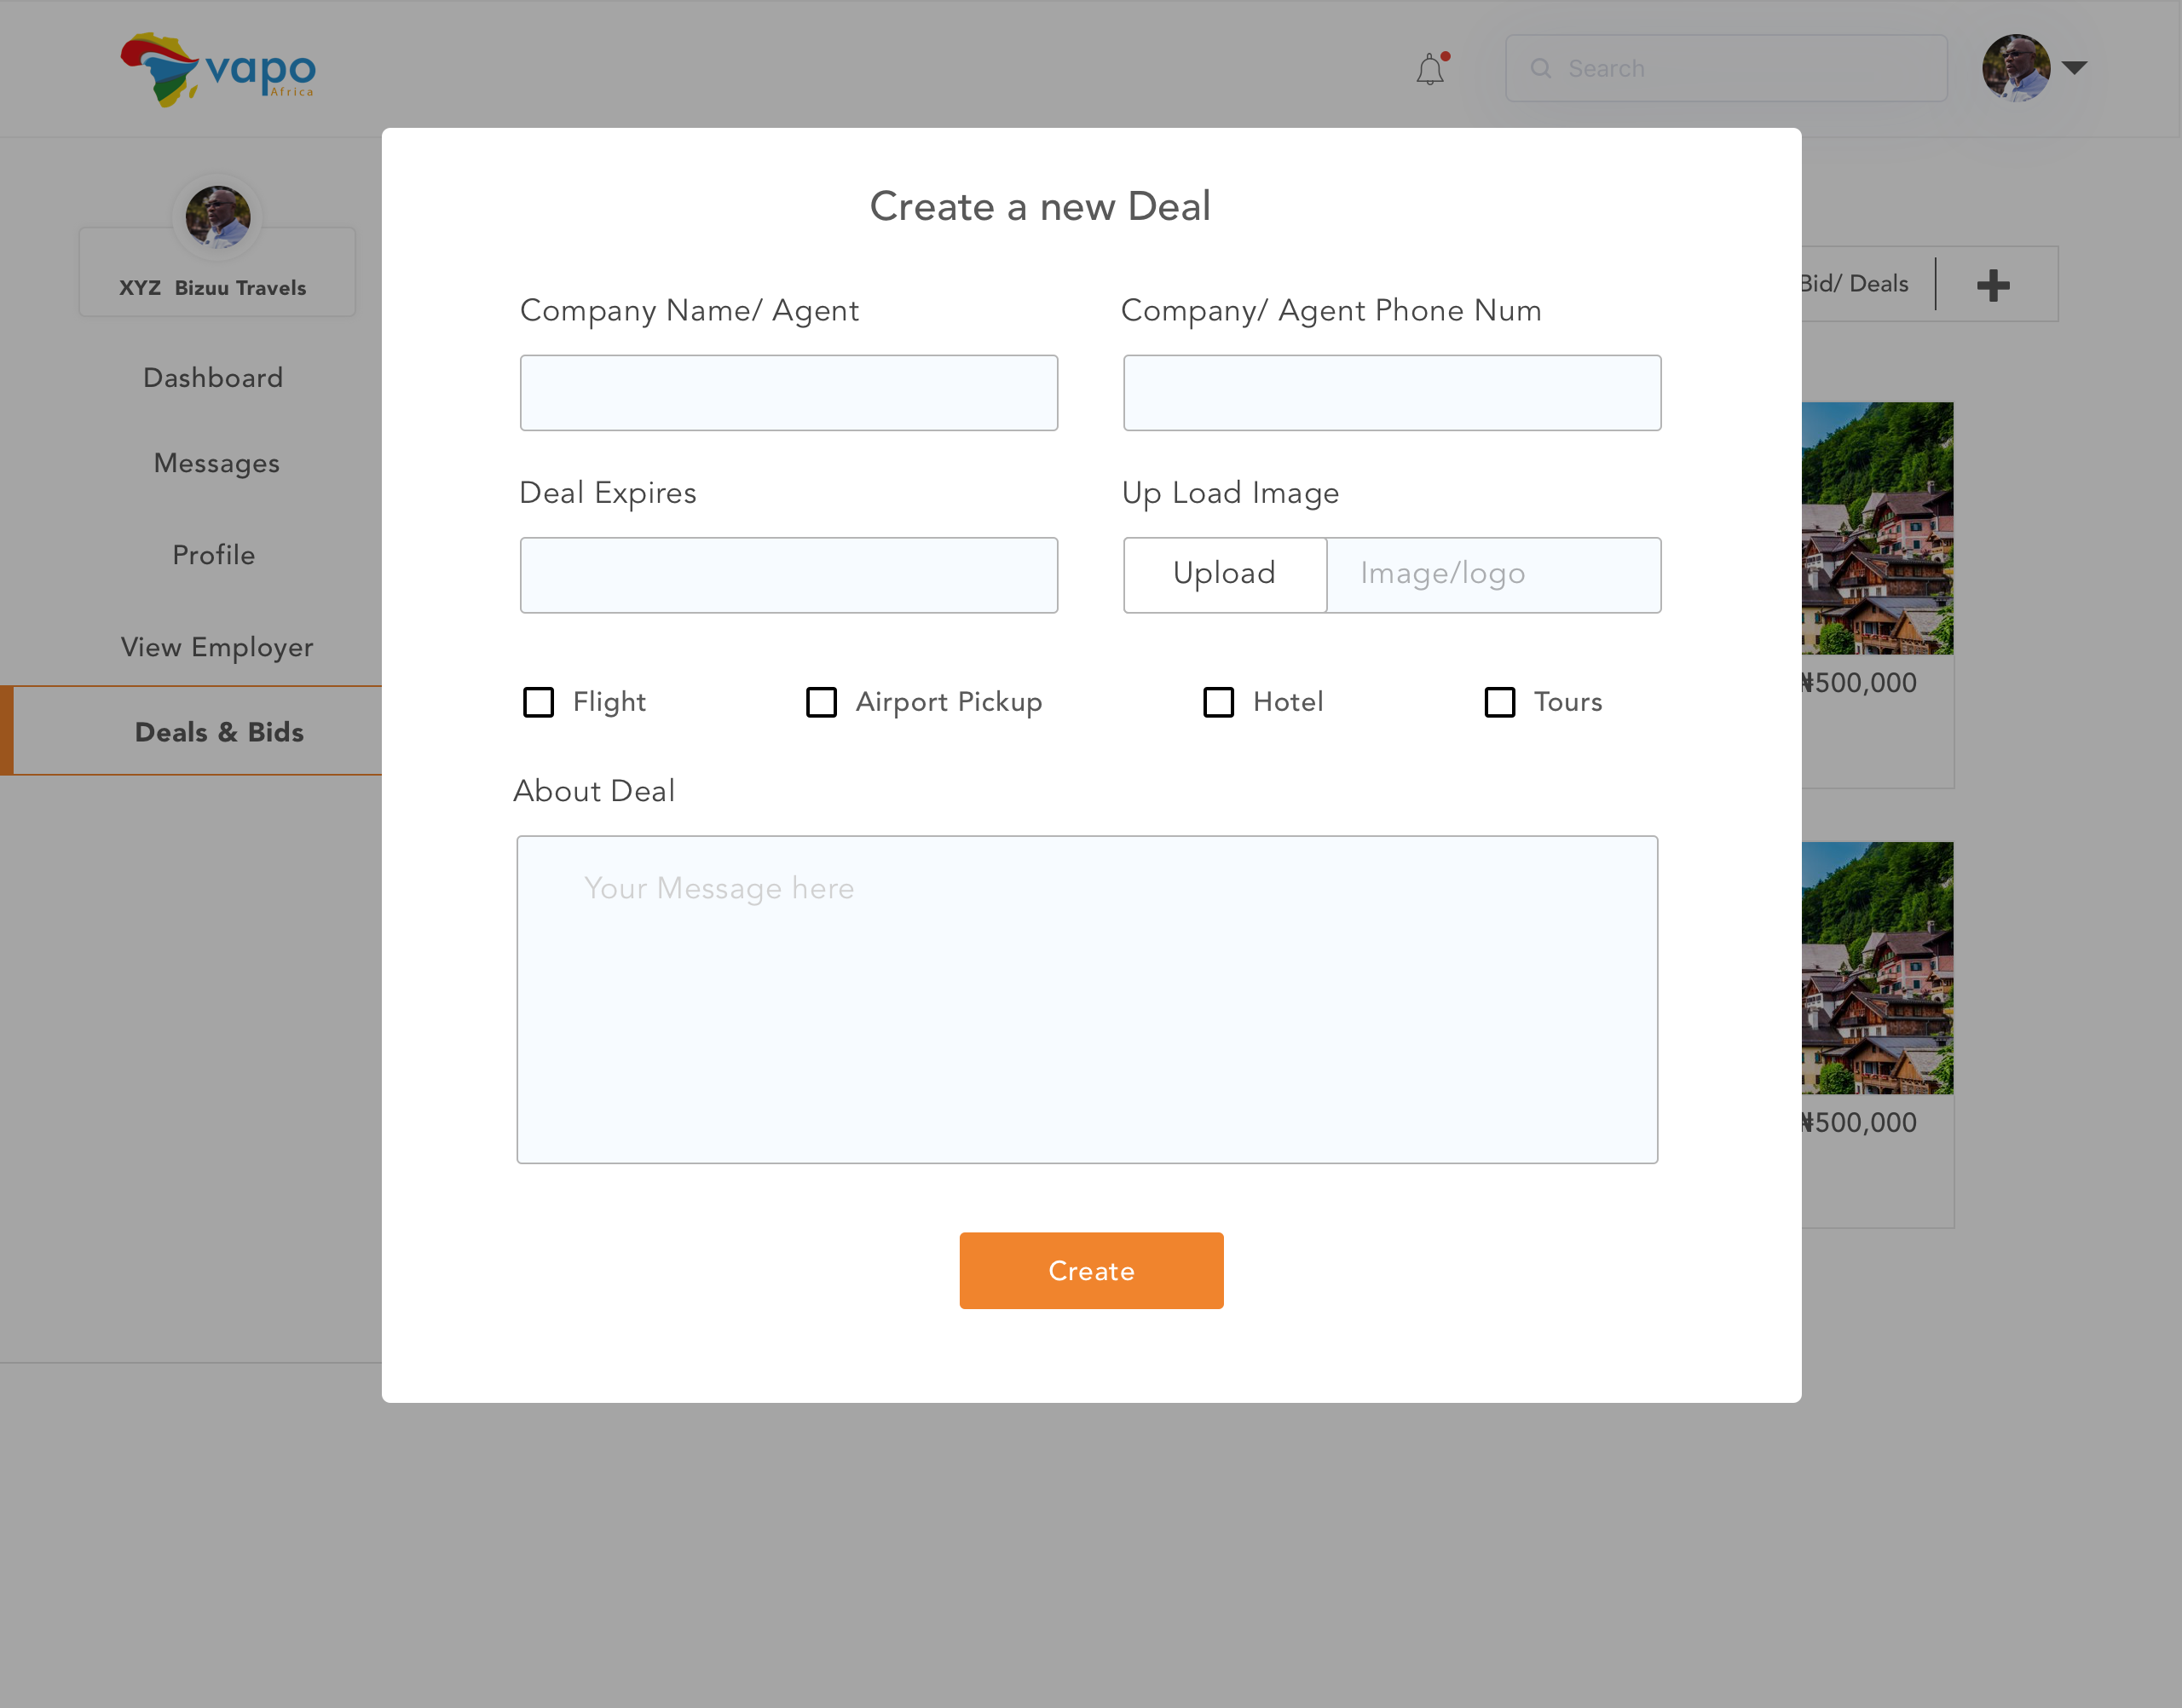 vapo
Africa
Search
XYZ Bizuu Travels
Dashboard
Messages
Profile
View Employer
Deals & Bids
Bid/ Deals
Create a new Deal
Company Name/ Agent
Company/ Agent Phone Num
Deal Expires
Up Load Image
Upload
Image/logo
Flight
Airport Pickup
Hotel
Tours
About Deal
Your Message here
Create
₦500,000
₦500,000